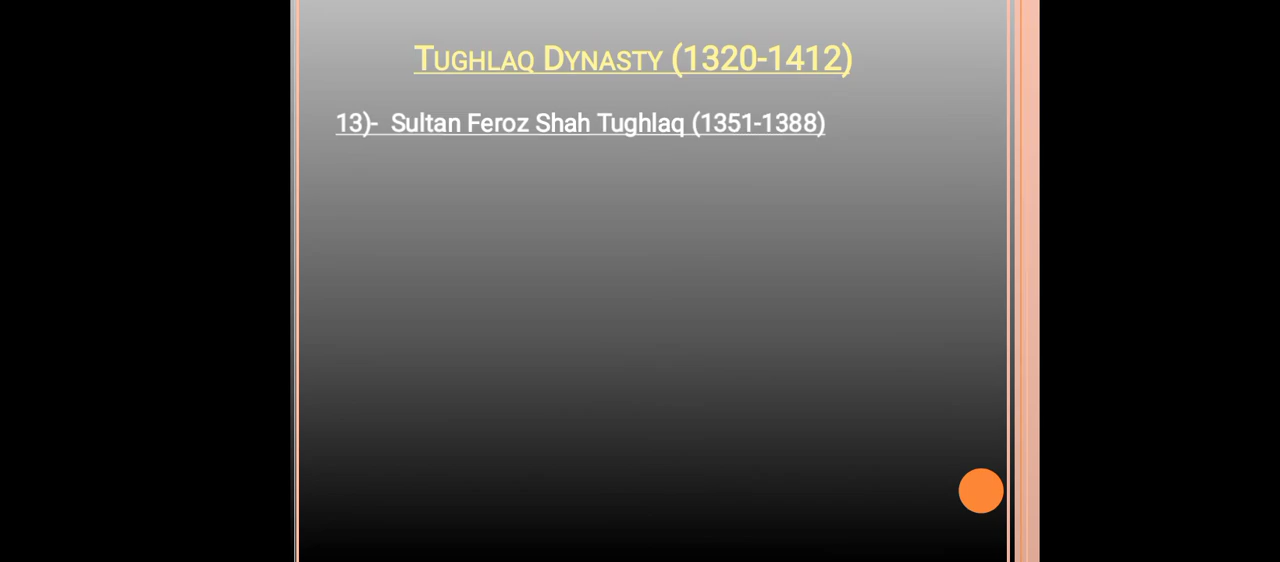 TUGHLAQ DYNASTY (1320-1412)
13)- Sultan Feroz Shah Tughlaq (1351-1388)